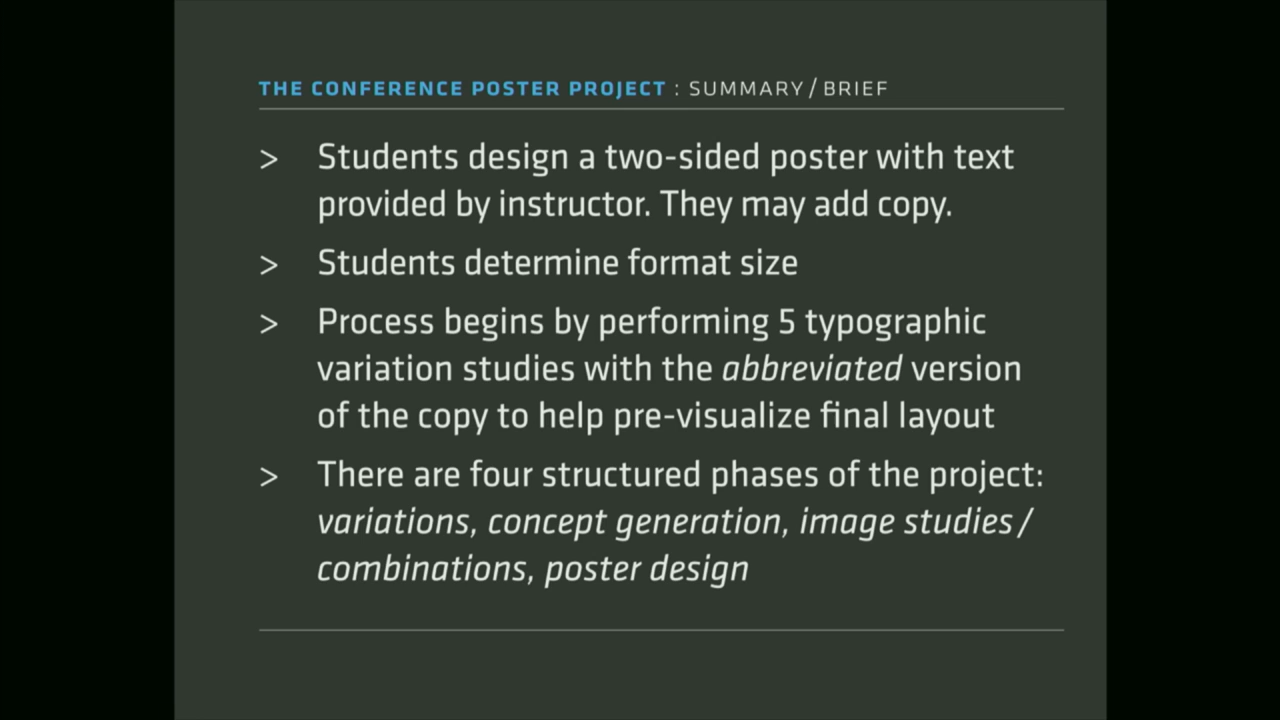 THE CONFERENCE POSTER PROJECT : SUMMARY / BRIEF
> Students design a two-sided poster with text
provided by instructor. They may add copy.
> Students determine format size
> Process begins by performing 5 typographic
variation studies with the abbreviated version
of the copy to help pre-visualize final layout
> There are four structured phases of the project:
variations, concept generation, image studies /
combinations, poster design